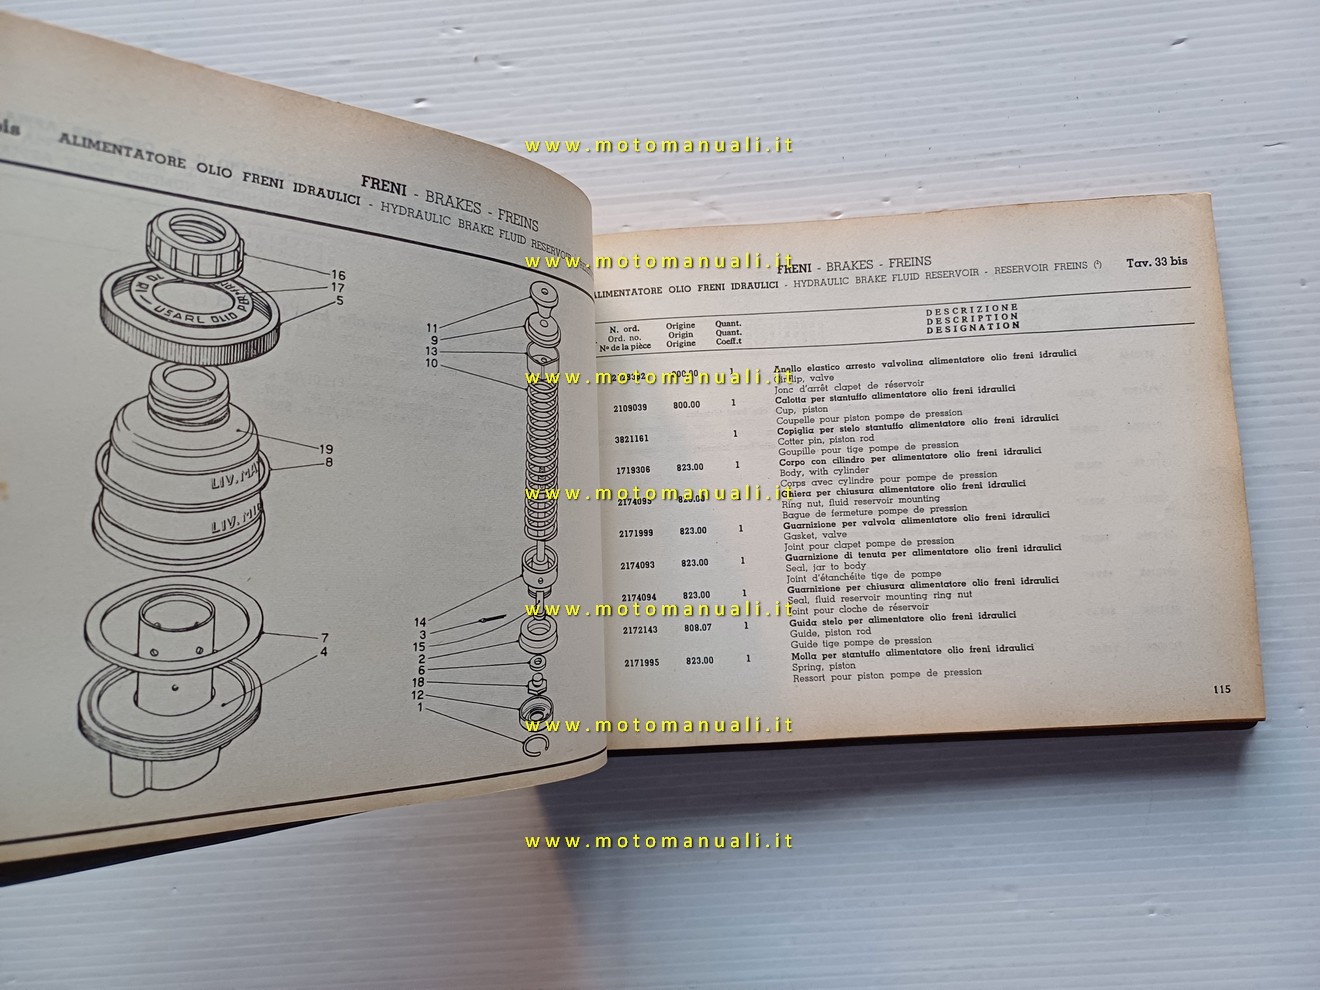 bis
FRENI - BRAKES - FREINS
ALIMENTATORE OLIO FRENI IDRAULICI - HYDRAULIC BRAKE FLUID
16
17
5
19
8
LIV. MA
LIV. MI
7
4
11
9
13
10
14
3
15
2
6
18
12
1
USARE OLIO PER
FRENI - BRAKES - FREINS
ALIMENTATORE OLIO FRENI IDRAULICI - HYDRAULIC BRAKE FLUID RESERVOIR - RESERVOIR FREINS Tav. 33 bis
N. ord. Origine Quant. DESCRIZIONE
Ord. no. Origin Quant. DESCRIPTION
Nº de la pièce Origine Coeff.t DESIGNATION
1 Anello elastico arresto valvolina alimentatore olio freni idraulici
valve
Jonc d'arrêt clapet de réservoir
2109039 800.00 1 Calotta per stantuffo alimentatore olio freni idraulici
Cup, piston
Coupelle pour piston pompe de pression
3821161 1 Copiglia per stelo stantuffo alimentatore olio freni idraulici
Cotter pin, piston rod
Goupille pour tige pompe de pression
1719306 823.00 1 Corpo con cilindro per alimentatore olio freni idraulici
Body, with cylinder
Corps avec cylindre pour pompe de pression
2174095 823.00 1 Ghiera per chiusura alimentatore olio freni idraulici
Ring nut, fluid reservoir mounting
Bague de fermeture pompe de pression
2171999 823.00 1 Guarnizione per valvola alimentatore olio freni idraulici
Gasket, valve
Joint pour clapet pompe de pression
2174093 823.00 1 Guarnizione di tenuta per alimentatore olio freni idraulici
Seal, jar to body
Joint d'étanchéite tige de pompe
2174094 823.00 1 Guarnizione per chiusura alimentatore olio freni idraulici
Seal, fluid reservoir mounting ring nut
Joint pour cloche de réservoir
2172143 808.07 1 Guida stelo per alimentatore olio freni idraulici
Guide, piston rod
Guide tige pompe de pression
2171995 823.00 1 Molla per stantuffo alimentatore olio freni idraulici
Spring, piston
Ressort pour piston pompe de pression
115
www.motomanuali.it
www.motomanuali.it
www.motomanuali.it
www.motomanuali.it
www.motomanuali.it
www.motomanuali.it
www.motomanuali.it